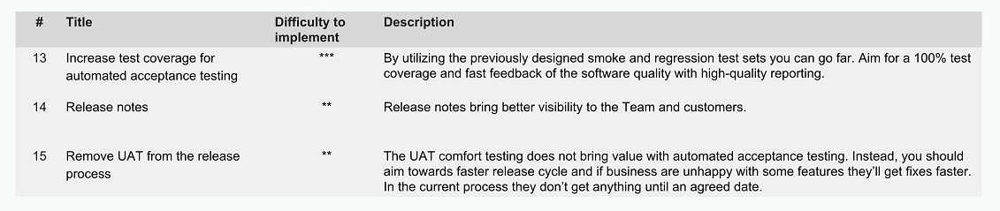 # Title Difficulty to implement Description
13 Increase test coverage for automated acceptance testing *** By utilizing the previously designed smoke and regression test sets you can go far. Aim for a 100% test
coverage and fast feedback of the software quality with high-quality reporting.
14 Release notes ** Release notes bring better visibility to the Team and customers.
15 Remove UAT from the release process ** The UAT comfort testing does not bring value with automated acceptance testing. Instead, you should
aim towards faster release cycle and if business are unhappy with some features they'll get fixes faster.
In the current process they don't get anything until an agreed date.